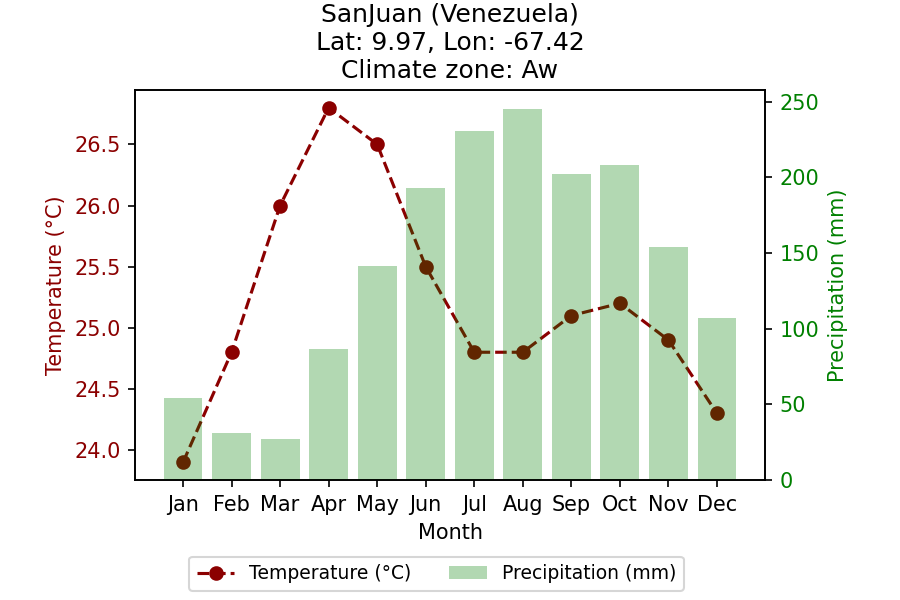 SanJuan (Venezuela)
Lat: 9.97, Lon: -67.42
Climate zone: Aw
Temperature (°C)
26.5
26.0
25.5
25.0
24.5
24.0
250
200
150
100
50
0
Precipitation (mm)
Jan Feb Mar Apr May Jun Jul Aug Sep Oct Nov Dec
Month
Temperature (°C) Precipitation (mm)